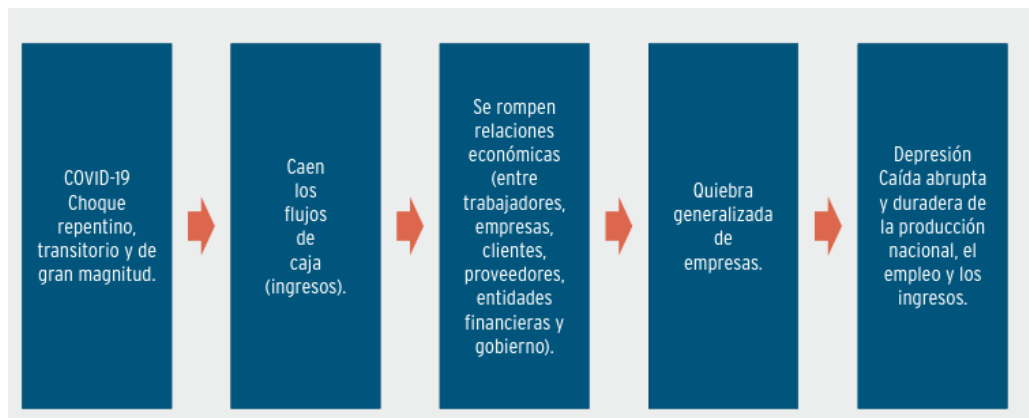 COVID-19
Choque
repentino,
transitorio y de
gran magnitud.
Caen
los
flujos
de
caja
(ingresos).
Se rompen
relaciones
económicas
(entre
trabajadores,
empresas,
clientes,
proveedores,
entidades
financieras y
gobierno).
Quiebra
generalizada
de
empresas.
Depresión
Caída abrupta
y duradera de
la producción
nacional, el
empleo y los
ingresos.